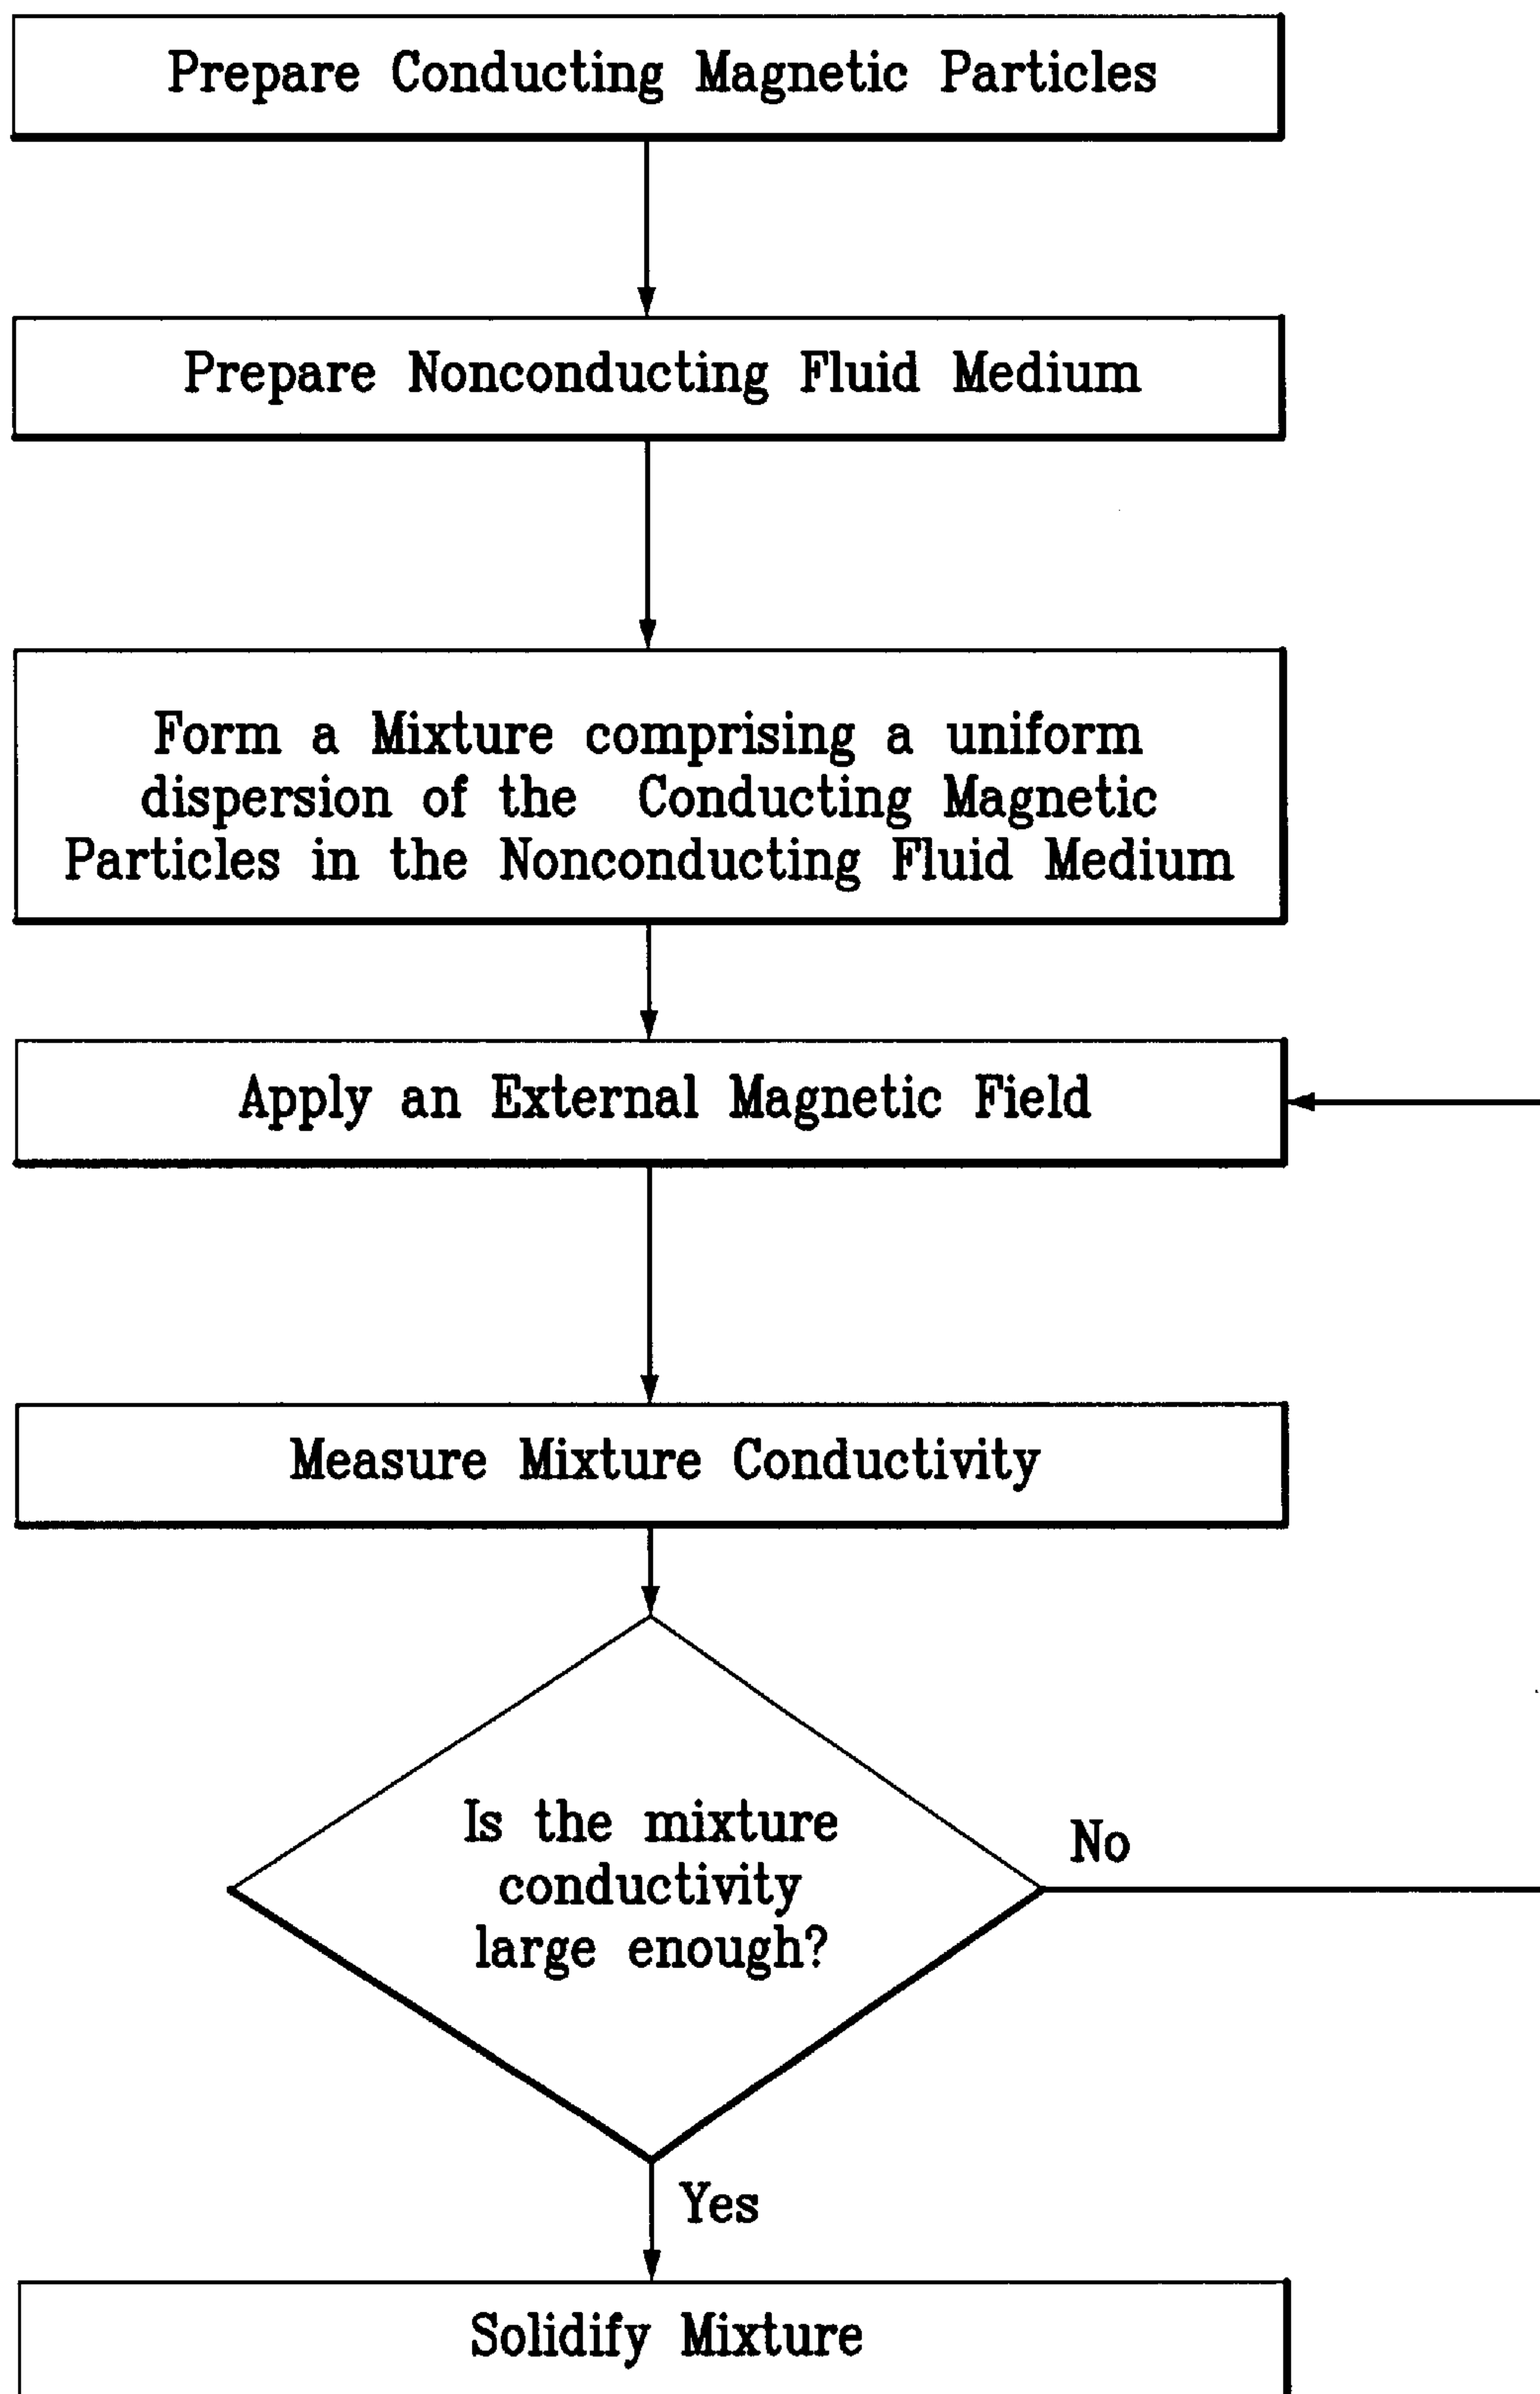 Prepare Conducting Magnetic Particles
Prepare Nonconducting Fluid Medium
Form a Mixture comprising a uniform
dispersion of the Conducting Magnetic
Particles in the Nonconducting Fluid Medium
Apply an External Magnetic Field
Measure Mixture Conductivity
Is the mixture
conductivity
large enough?
No
Yes
Solidify Mixture